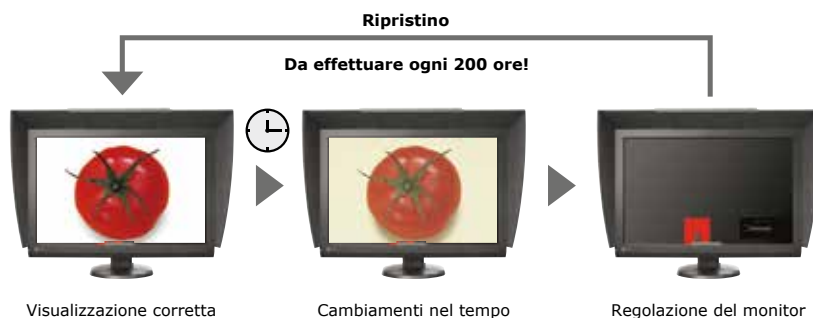 Ripristino
Da effettuare ogni 200 ore!
Visualizzazione corretta
Cambiamenti nel tempo
Regolazione del monitor